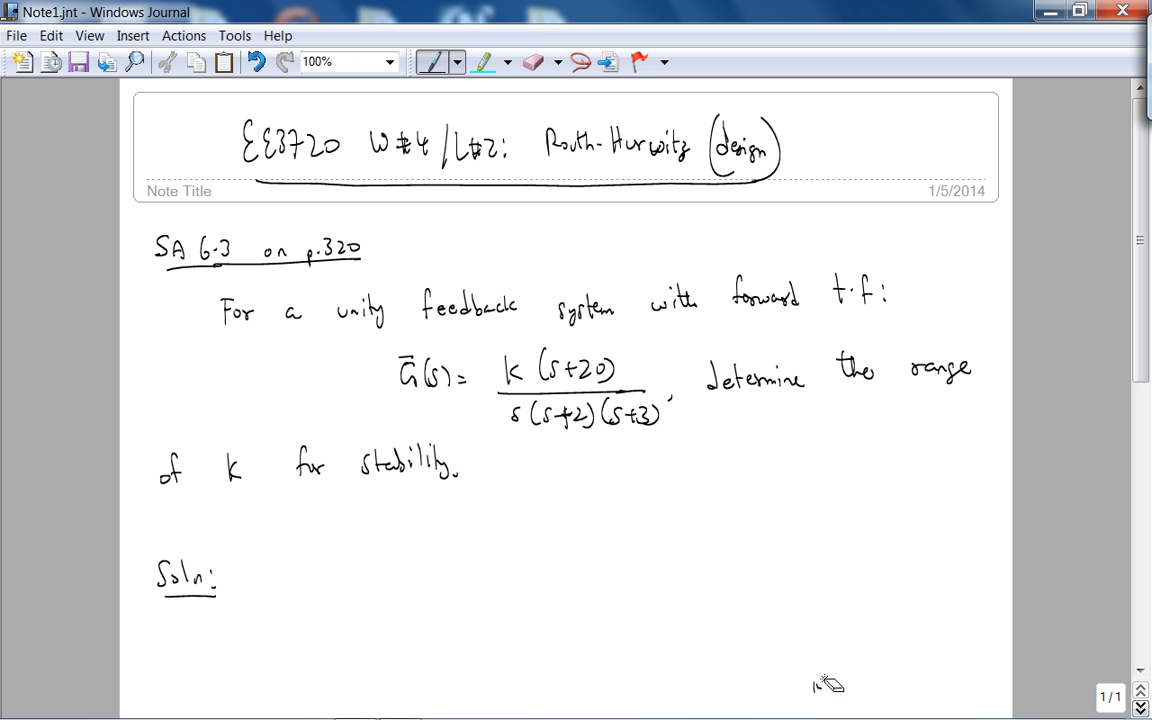 Note1.jnt - Windows Journal
File Edit View Insert Actions Tools Help
100%
EE3720 W#4/L#2: Routh-Hurwitz (design)
Note Title
1/5/2014
SA 6.3 on p.320
For a unity feedback system with forward t.f:
G̅(s) = k(s+20) / s(s+2)(s+3), determine the range
of k for stability.
Soln:
1 / 1